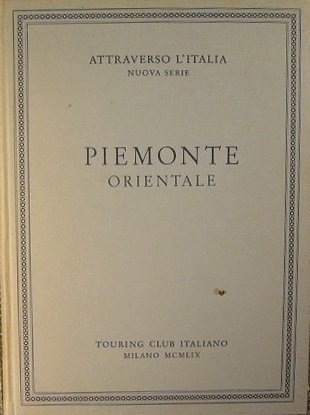 ATTRAVERSO L'ITALIA
NUOVA SERIE
PIEMONTE
ORIENTALE
TOURING CLUB ITALIANO
MILANO MCMLIX